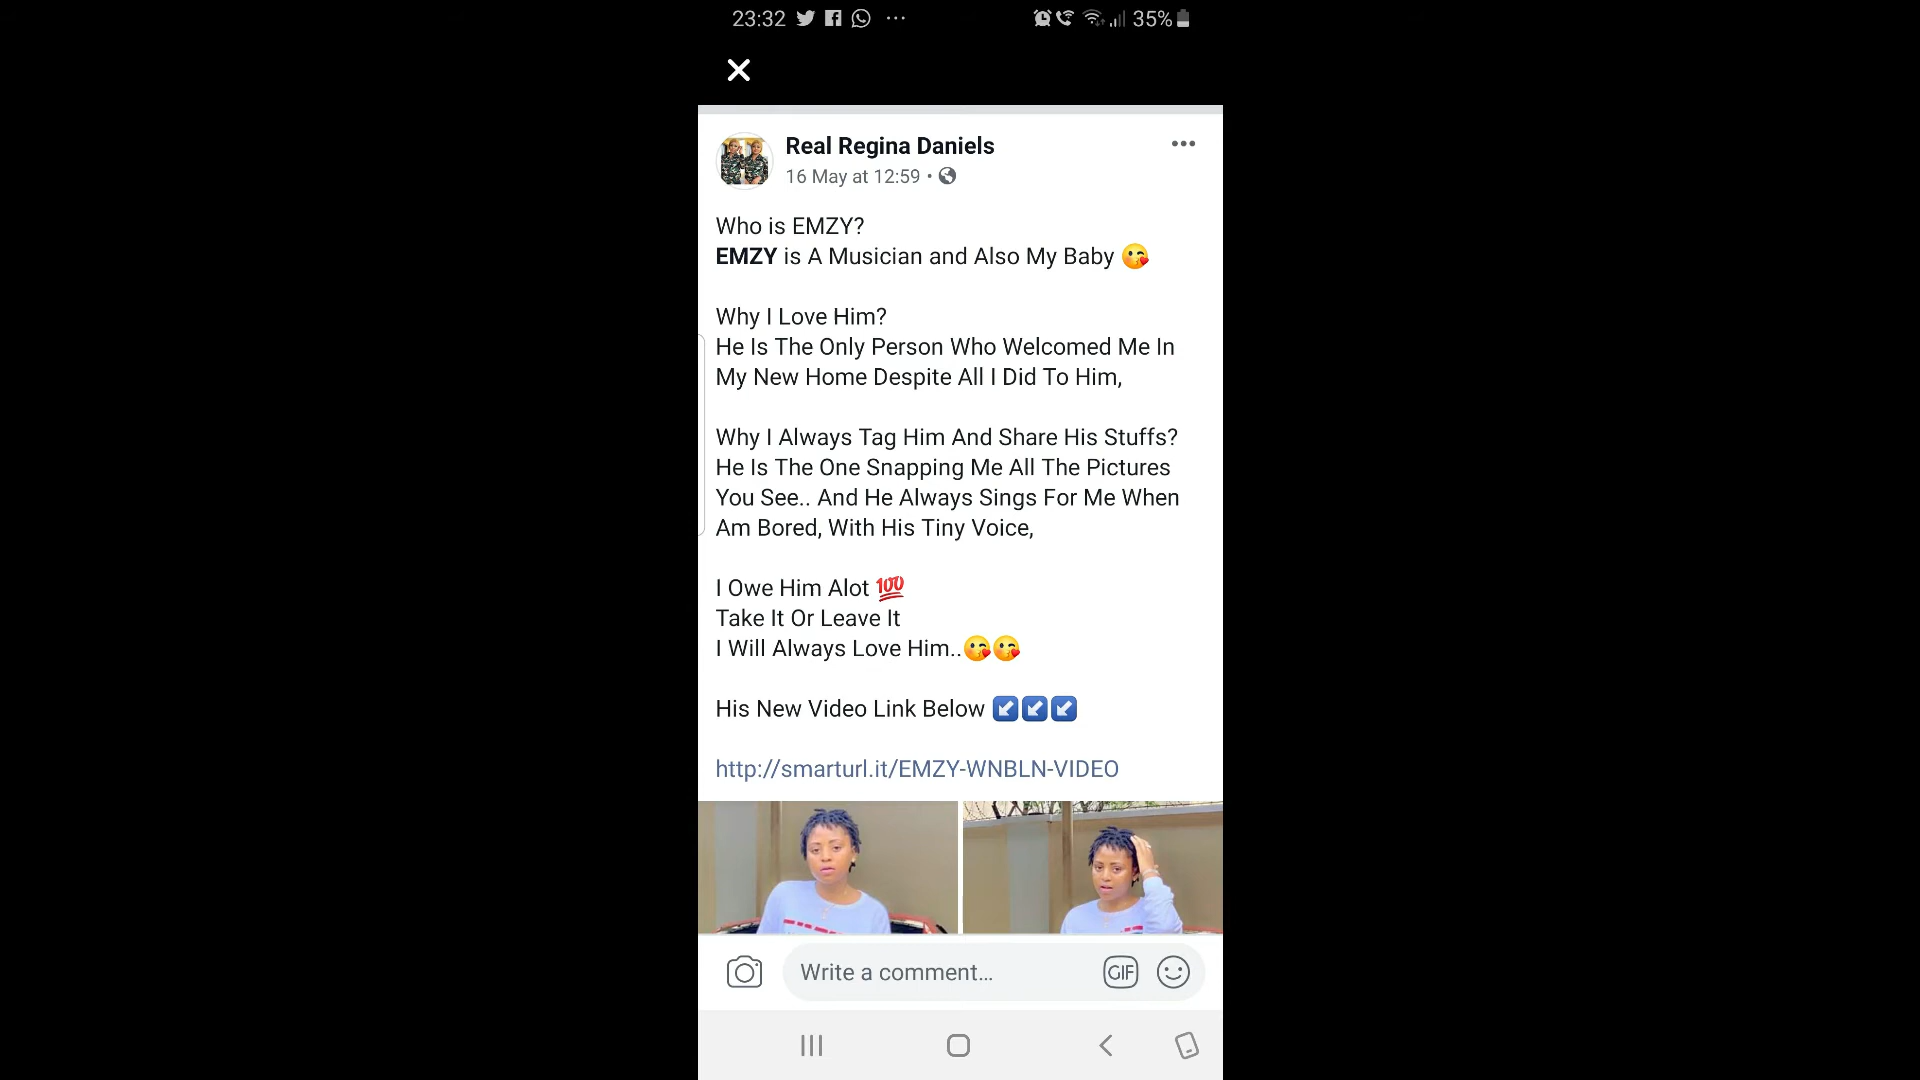 23:32 35%
Real Regina Daniels
16 May at 12:59
Who is EMZY?
EMZY is A Musician and Also My Baby 😘
Why I Love Him?
He Is The Only Person Who Welcomed Me In
My New Home Despite All I Did To Him,
Why I Always Tag Him And Share His Stuffs?
He Is The One Snapping Me All The Pictures
You See.. And He Always Sings For Me When
Am Bored, With His Tiny Voice,
I Owe Him Alot 💯
Take It Or Leave It
I Will Always Love Him..😘😘
His New Video Link Below ↙️↙️↙️
http://smarturl.it/EMZY-WNBLN-VIDEO
Write a comment... GIF